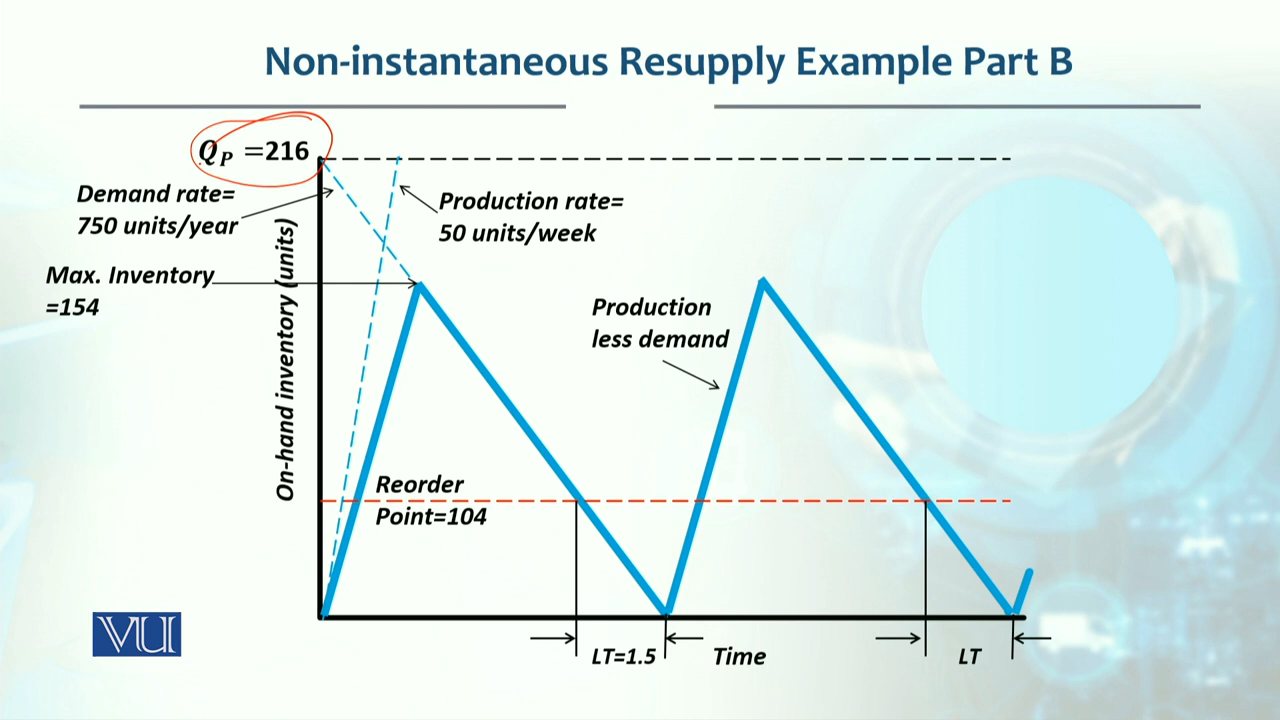 Non-instantaneous Resupply Example Part B
Q_P =216
Demand rate=
750 units/year
Production rate=
50 units/week
Max. Inventory
=154
On-hand inventory (units)
Production
less demand
Reorder
Point=104
LT=1.5
Time
LT
VU